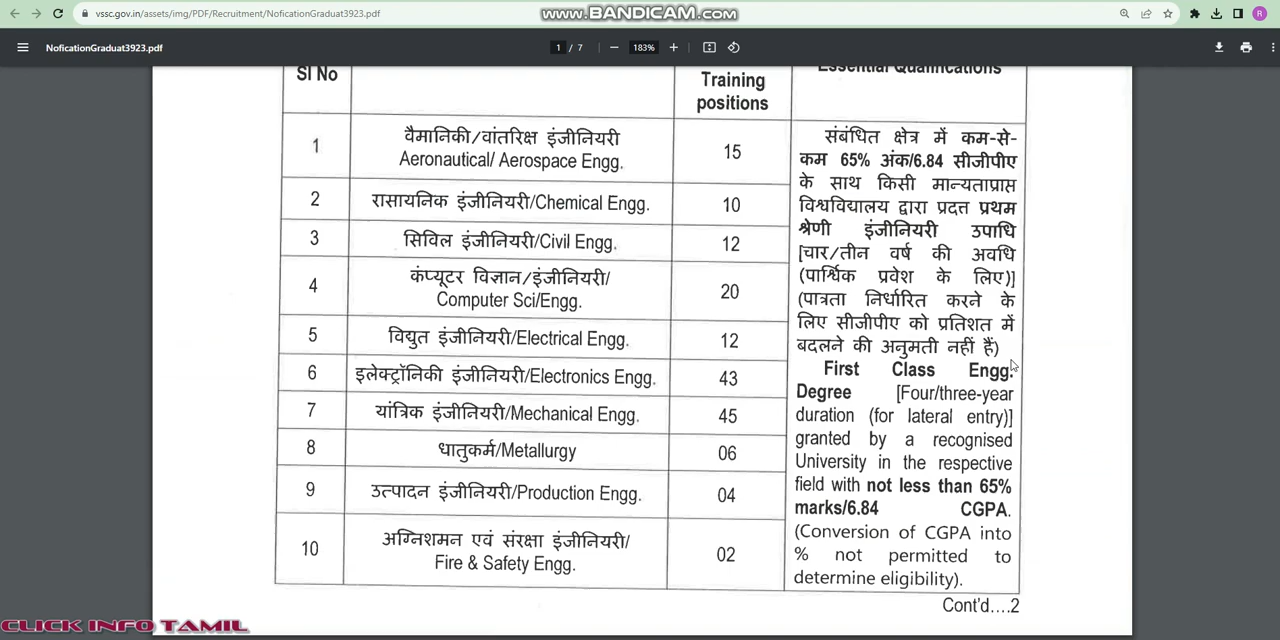 vssc.gov.in/assets/img/PDF/Recruitment/NoficationGraduat3923.pdf
www.BANDICAM.com
R
NoficationGraduat3923.pdf
1 / 7
183%
Sl No
Training
positions
Essential Qualifications
1
वैमानिकी/वांतरिक्ष इंजीनियरी
Aeronautical/ Aerospace Engg.
15
2
रासायनिक इंजीनियरी/Chemical Engg.
10
3
सिविल इंजीनियरी/Civil Engg.
12
4
कंप्यूटर विज्ञान/इंजीनियरी/
Computer Sci/Engg.
20
5
विद्युत इंजीनियरी/Electrical Engg.
12
6
इलेक्ट्रॉनिकी इंजीनियरी/Electronics Engg.
43
7
यांत्रिक इंजीनियरी/Mechanical Engg.
45
8
धातुकर्म/Metallurgy
06
9
उत्पादन इंजीनियरी/Production Engg.
04
10
अग्निशमन एवं संरक्षा इंजीनियरी/
Fire & Safety Engg.
02
संबंधित क्षेत्र में कम-से-
कम 65% अंक/6.84 सीजीपीए
के साथ किसी मान्यताप्राप्त
विश्वविद्यालय द्वारा प्रदत्त प्रथम
श्रेणी इंजीनियरी उपाधि
[चार/तीन वर्ष की अवधि
(पार्श्विक प्रवेश के लिए)]
(पात्रता निर्धारित करने के
लिए सीजीपीए को प्रतिशत में
बदलने की अनुमती नहीं हैं)
First Class Engg.
Degree [Four/three-year
duration (for lateral entry)]
granted by a recognised
University in the respective
field with not less than 65%
marks/6.84 CGPA.
(Conversion of CGPA into
% not permitted to
determine eligibility).
Cont'd....2
CLICK INFO TAMIL